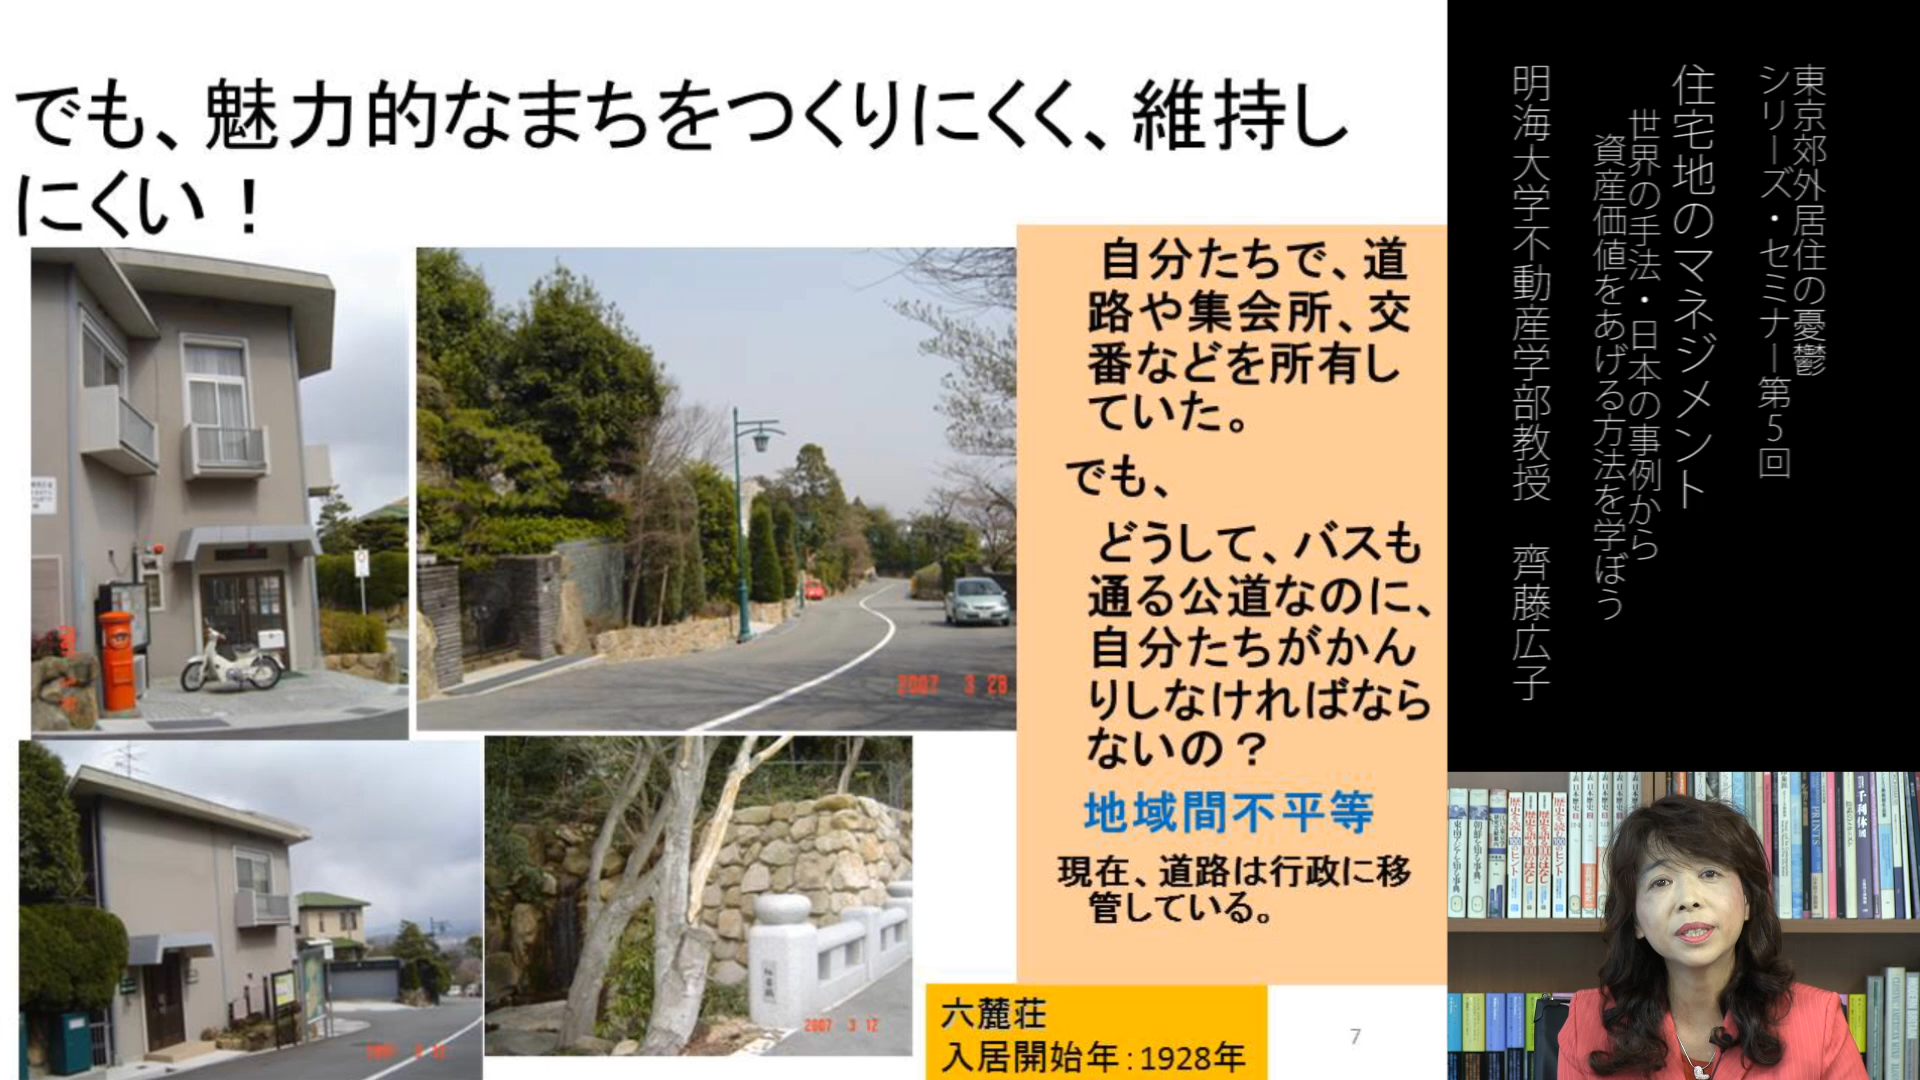 でも、魅力的なまちをつくりにくく、維持し
にくい！
自分たちで、道
路や集会所、交
番などを所有し
ていた。
でも、
どうして、バスも
通る公道なのに、
自分たちがかん
りしなければなら
ないの？
地域間不平等
現在、道路は行政に移
管している。
六麓荘
入居開始年：1928年
7
2007 3 28
2007 3 12
東京郊外居住の憂鬱
シリーズ・セミナー第5回
住宅地のマネジメント
世界の手法・日本の事例から
資産価値をあげる方法を学ぼう
明海大学不動産学部教授 齊藤広子